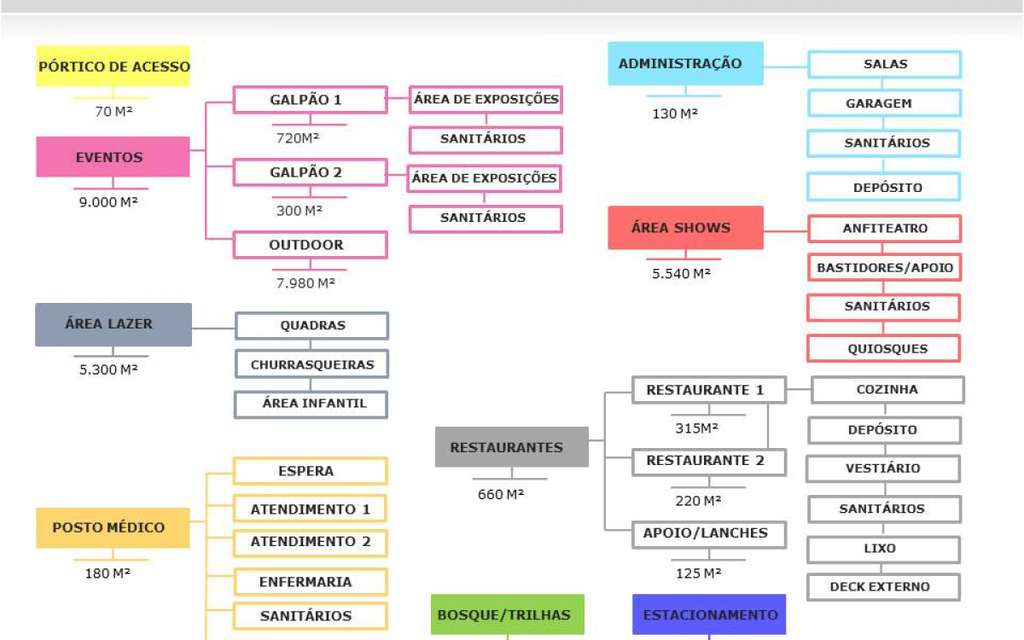 PÓRTICO DE ACESSO
70 M²
EVENTOS
9.000 M²
GALPÃO 1
720M²
ÁREA DE EXPOSIÇÕES
SANITÁRIOS
GALPÃO 2
300 M²
ÁREA DE EXPOSIÇÕES
SANITÁRIOS
OUTDOOR
7.980 M²
ADMINISTRAÇÃO
130 M²
SALAS
GARAGEM
SANITÁRIOS
DEPÓSITO
ÁREA SHOWS
5.540 M²
ANFITEATRO
BASTIDORES/APOIO
SANITÁRIOS
QUIOSQUES
ÁREA LAZER
5.300 M²
QUADRAS
CHURRASQUEIRAS
ÁREA INFANTIL
RESTAURANTES
660 M²
RESTAURANTE 1
315M²
RESTAURANTE 2
220 M²
APOIO/LANCHES
125 M²
COZINHA
DEPÓSITO
VESTIÁRIO
SANITÁRIOS
LIXO
DECK EXTERNO
POSTO MÉDICO
180 M²
ESPERA
ATENDIMENTO 1
ATENDIMENTO 2
ENFERMARIA
SANITÁRIOS
BOSQUE/TRILHAS
ESTACIONAMENTO